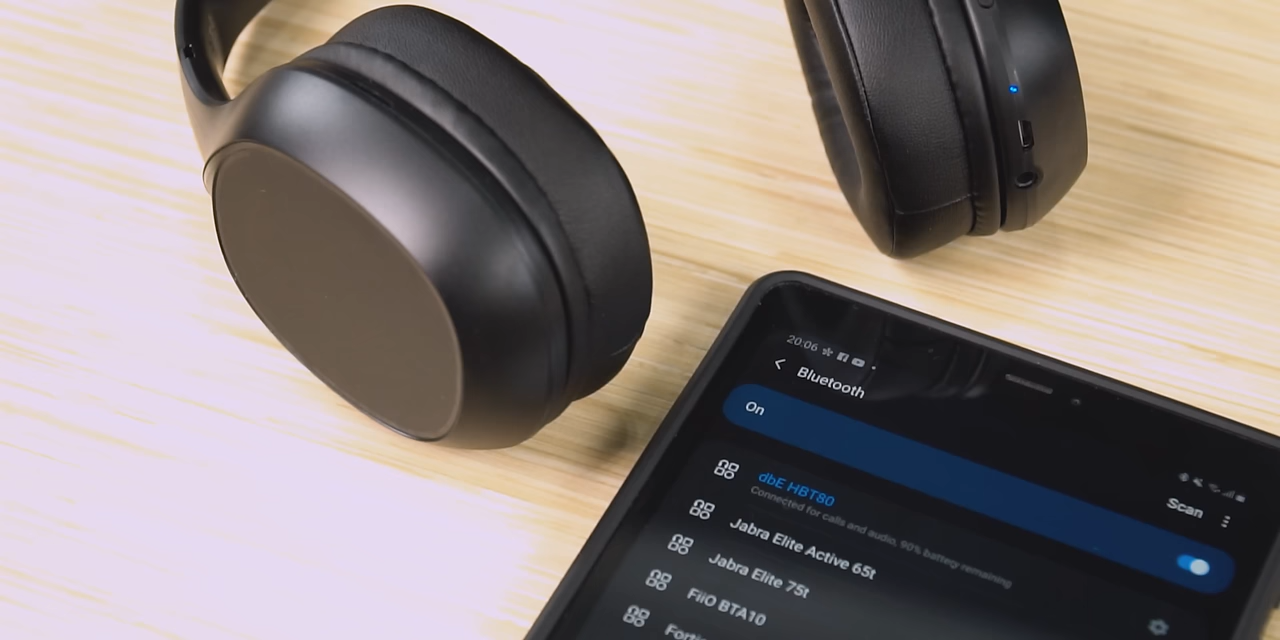 20:06
Bluetooth
Scan
On
dbE HBT80
Connected for calls and audio, 90% battery remaining
Jabra Elite Active 65t
Jabra Elite 75t
FiiO BTA10